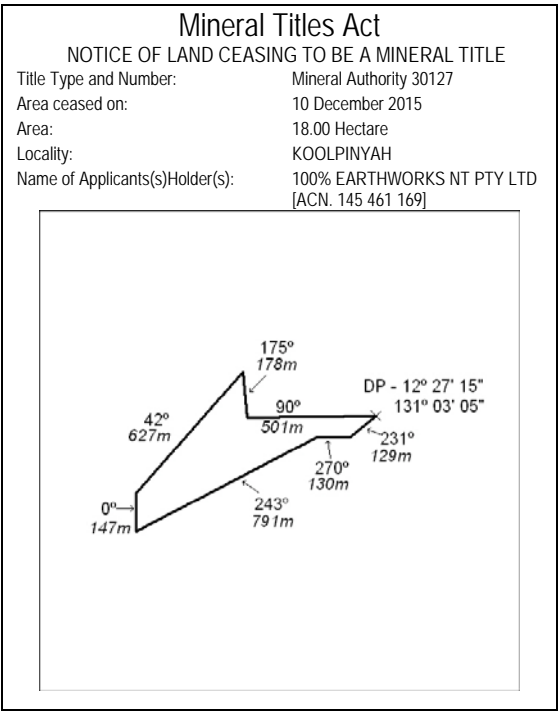 Mineral Titles Act
NOTICE OF LAND CEASING TO BE A MINERAL TITLE
Title Type and Number: Mineral Authority 30127
Area ceased on: 10 December 2015
Area: 18.00 Hectare
Locality: KOOLPINYAH
Name of Applicants(s)Holder(s): 100% EARTHWORKS NT PTY LTD
[ACN. 145 461 169]
175º
178m
DP - 12º 27' 15"
131º 03' 05"
42º
627m
90º
501m
231º
129m
270º
130m
243º
791m
0º
147m